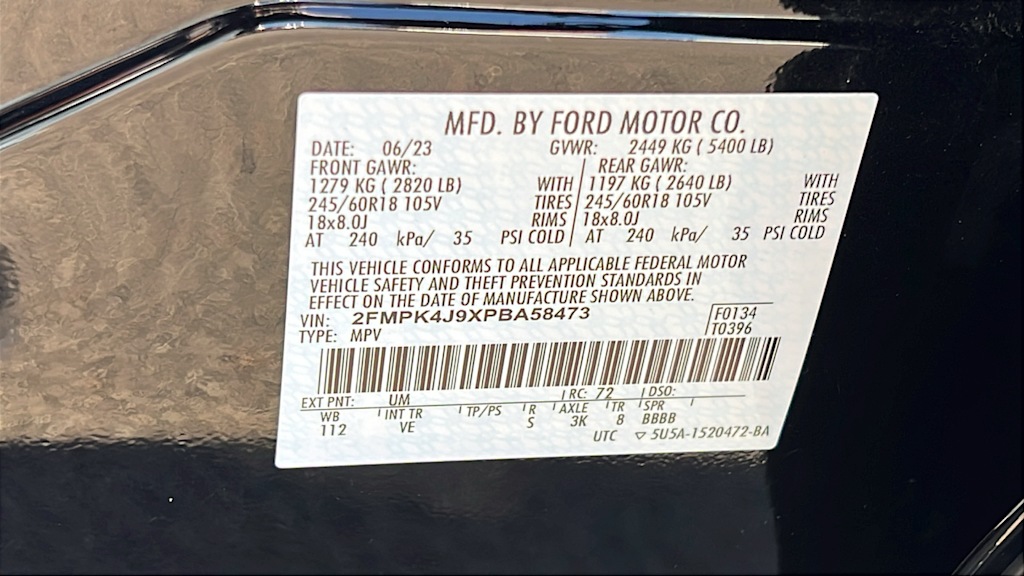 MFD. BY FORD MOTOR CO.
DATE: 06/23 GVWR: 2449 KG ( 5400 LB)
FRONT GAWR: REAR GAWR:
1279 KG ( 2820 LB) WITH 1197 KG ( 2640 LB) WITH
245/60R18 105V TIRES 245/60R18 105V TIRES
18x8.0J RIMS 18x8.0J RIMS
AT 240 kPa/ 35 PSI COLD AT 240 kPa/ 35 PSI COLD
THIS VEHICLE CONFORMS TO ALL APPLICABLE FEDERAL MOTOR
VEHICLE SAFETY AND THEFT PREVENTION STANDARDS IN
EFFECT ON THE DATE OF MANUFACTURE SHOWN ABOVE.
VIN: 2FMPK4J9XPBA58473 F0134
TYPE: MPV T0396
EXT PNT: UM RC: 72 DSO:
WB INT TR TP/PS R AXLE TR SPR
112 VE S 3K 8 BBBB
UTC ▽ 5U5A-1520472-BA